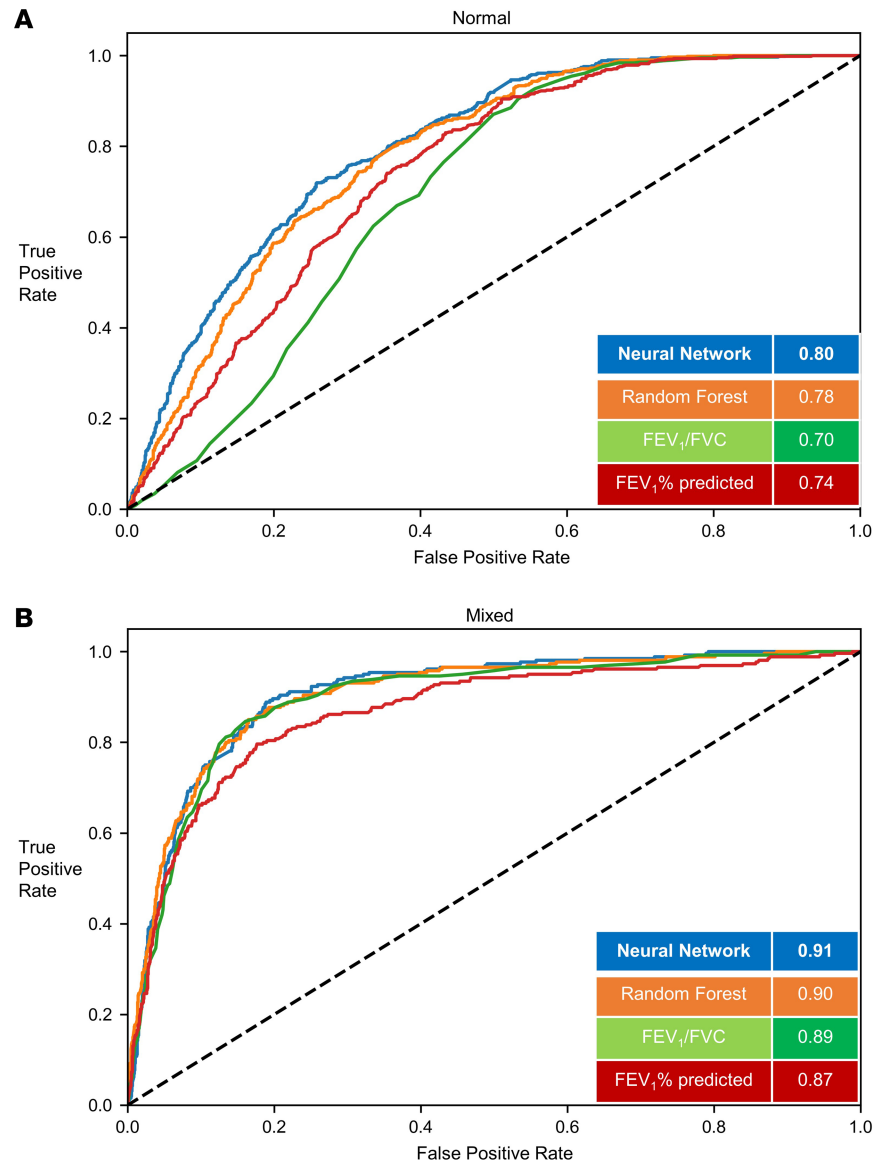 A
Normal
1.0
0.8
0.6
True
Positive
Rate
0.4
0.2
0.0
Neural Network 0.80
Random Forest 0.78
FEV₁/FVC 0.70
FEV₁% predicted 0.74
0.0 0.2 0.4 0.6 0.8 1.0
False Positive Rate
B
Mixed
1.0
0.8
0.6
True
Positive
Rate
0.4
0.2
0.0
Neural Network 0.91
Random Forest 0.90
FEV₁/FVC 0.89
FEV₁% predicted 0.87
0.0 0.2 0.4 0.6 0.8 1.0
False Positive Rate